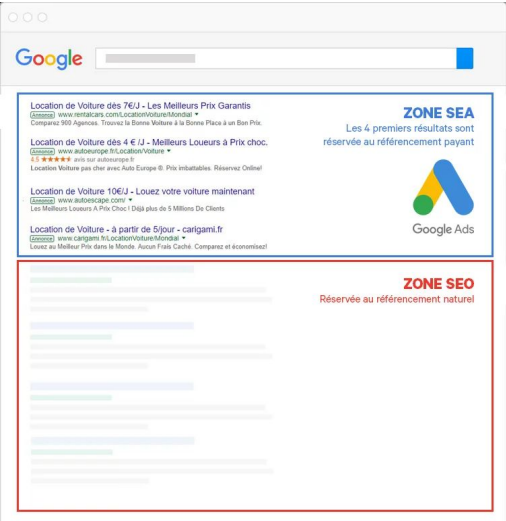 Google
Location de Voiture dès 7€/J - Les Meilleurs Prix Garantis
Annonce www.rentalcars.com/LocationVoiture/Mondial
Comparez 900 Agences. Trouvez la Bonne Voiture à la Bonne Place à un Bon Prix.
Location de Voiture dès 4 € /J - Meilleurs Loueurs à Prix choc.
Annonce www.autoeurope.fr/Location/Voiture
4,5 ★★★★★ avis sur autoeurope.fr
Location Voiture pas cher avec Auto Europe ®. Prix imbattables. Réservez Online!
Location de Voiture 10€/J - Louez votre voiture maintenant
Annonce www.autoescape.com/
Les Meilleurs Loueurs A Prix Choc ! Déjà plus de 5 Millions De Clients
Location de Voiture - à partir de 5/jour - carigami.fr
Annonce www.carigami.fr/LocationVoiture/Mondial
Louez au Meilleur Prix dans le Monde. Aucun Frais Caché. Comparez et économisez!
ZONE SEA
Les 4 premiers résultats sont
réservée au référencement payant
Google Ads
ZONE SEO
Réservée au référencement naturel